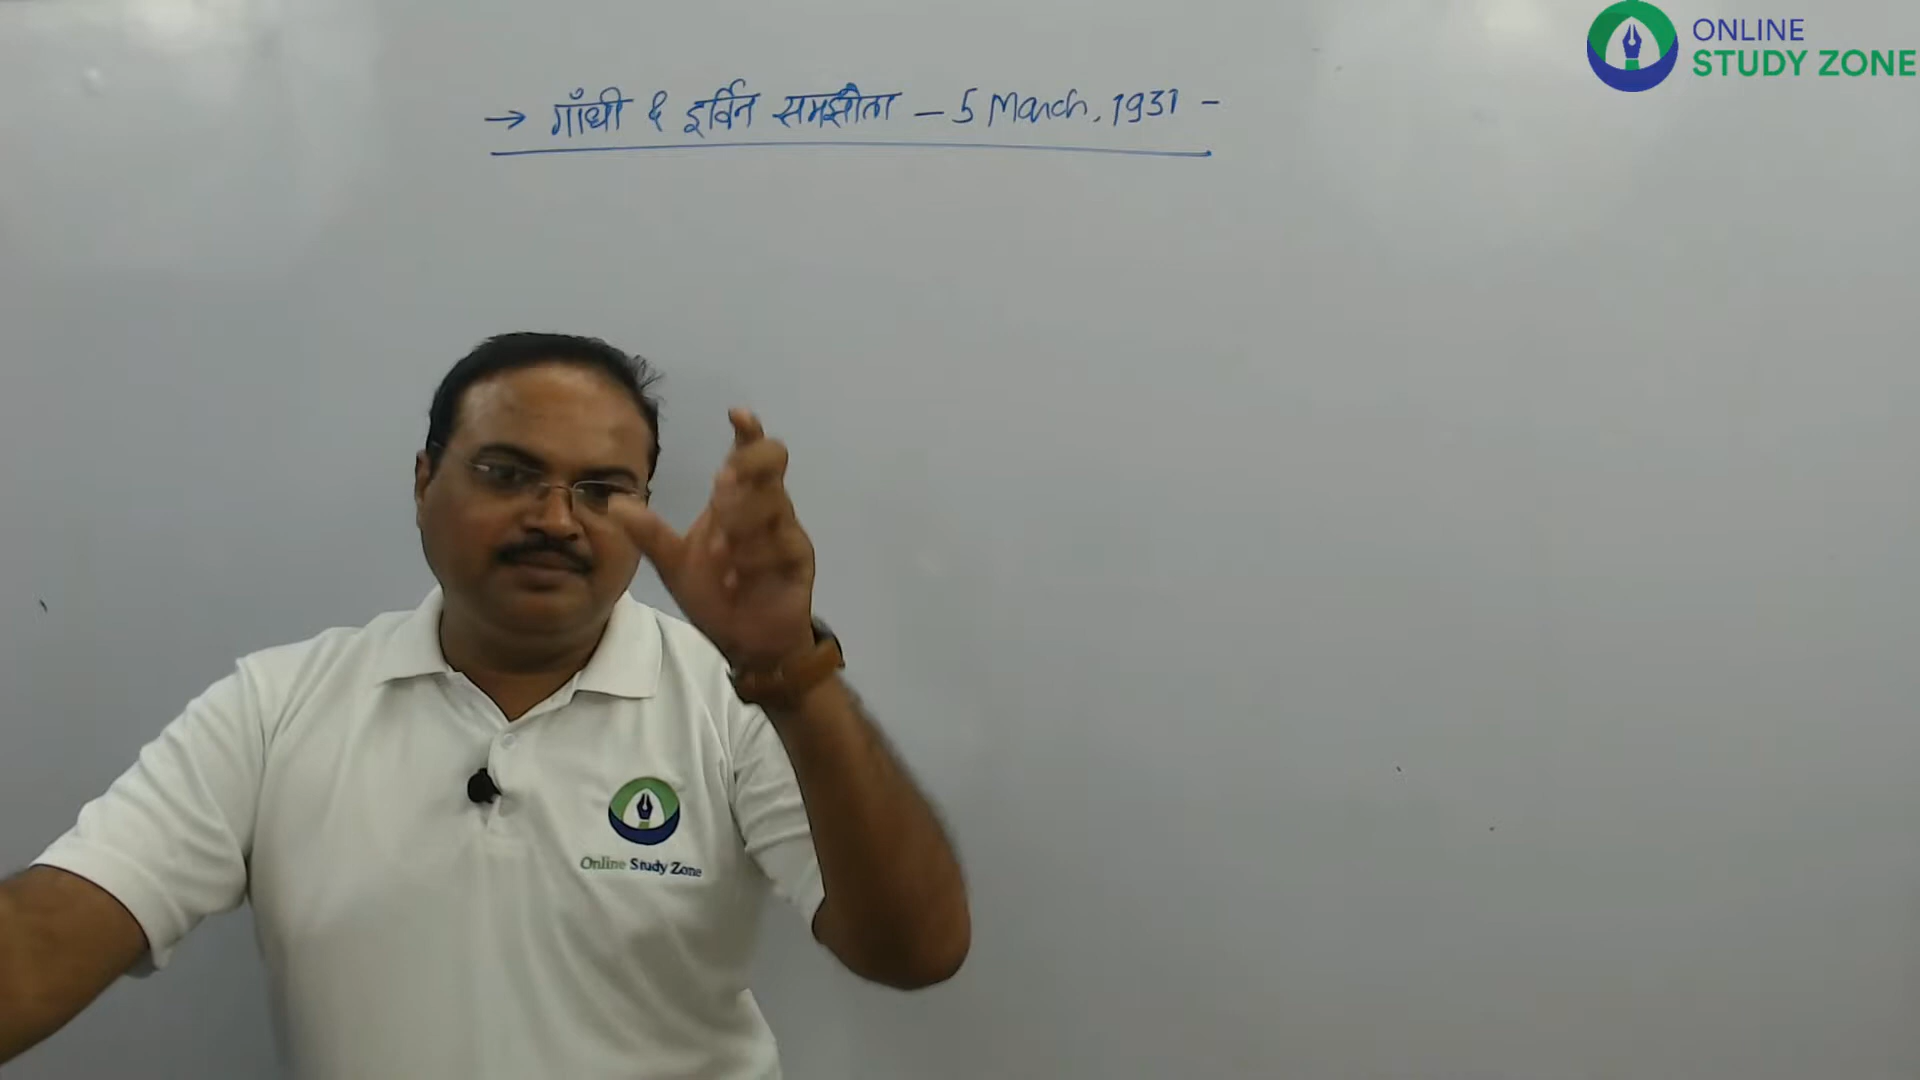 ONLINE
STUDY ZONE
→ गाँधी & इर्विन समझौता – 5 March, 1931 –
Online Study Zone